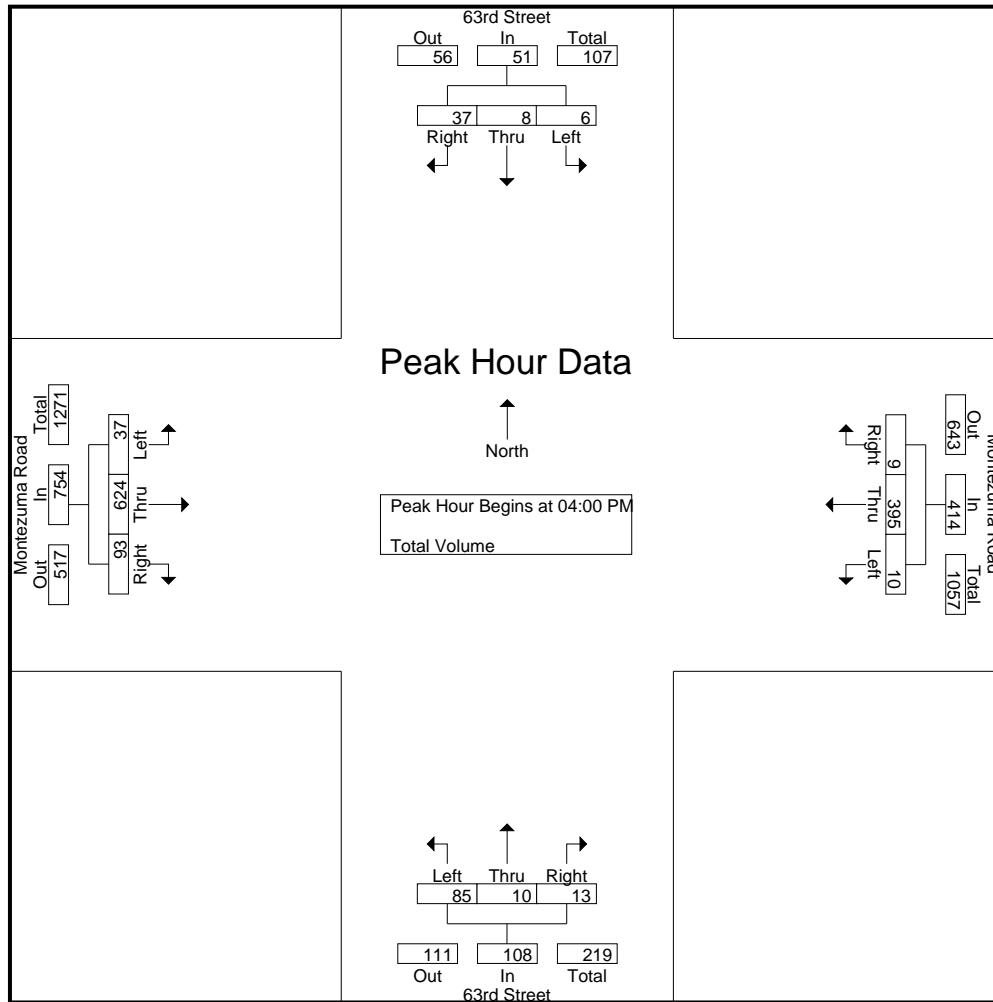 63rd Street
Out In Total
56 51 107
37 8 6
Right Thru Left
Peak Hour Data
North
Peak Hour Begins at 04:00 PM
Total Volume
Montezuma Road
Total In Out
1271 754 517
37 624 93
Left Thru Right
Montezuma Road
Out In Total
643 414 1057
9 395 10
Right Thru Left
Left Thru Right
85 10 13
111 108 219
Out In Total
63rd Street